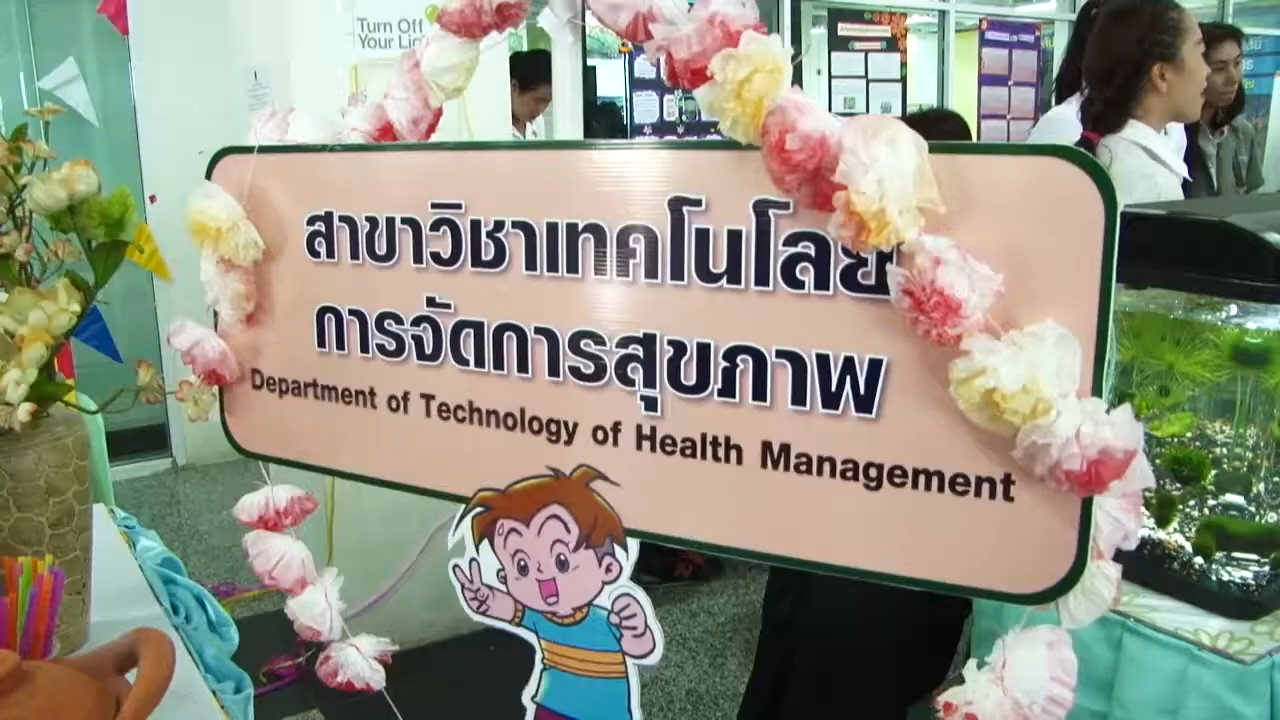 Turn Off
Your Lig
สาขาวิชาเทคโนโลยี
การจัดการสุขภาพ
Department of Technology of Health Management